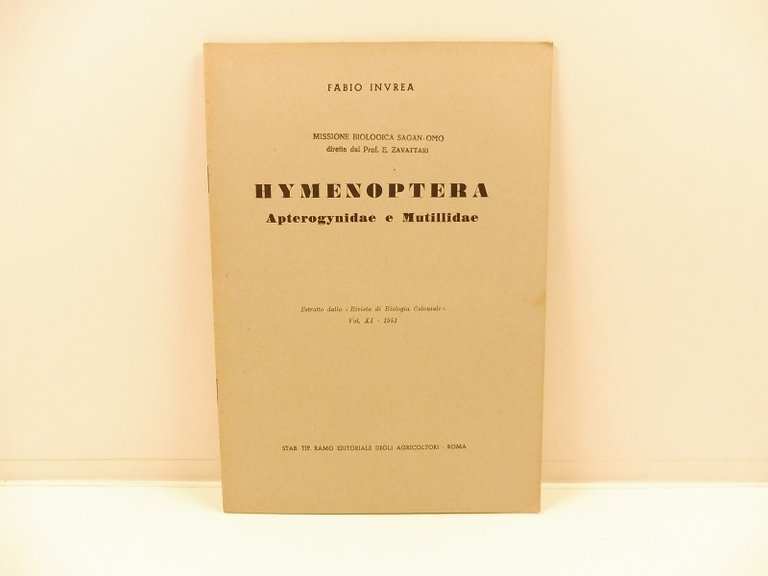 FABIO INVREA
MISSIONE BIOLOGICA SAGAN-OMO
diretta dal Prof. E. ZAVATTARI
HYMENOPTERA
Apterogynidae e Mutillidae
Estratto dalla « Rivista di Biologia Coloniale »
Vol. XI - 1951
STAB. TIP. RAMO EDITORIALE DEGLI AGRICOLTORI - ROMA